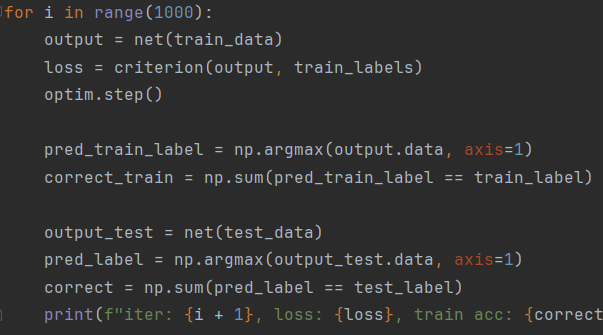 for i in range(1000):
    output = net(train_data)
    loss = criterion(output, train_labels)
    optim.step()

    pred_train_label = np.argmax(output.data, axis=1)
    correct_train = np.sum(pred_train_label == train_label)

    output_test = net(test_data)
    pred_label = np.argmax(output_test.data, axis=1)
    correct = np.sum(pred_label == test_label)
    print(f"iter: {i + 1}, loss: {loss}, train acc: {correct